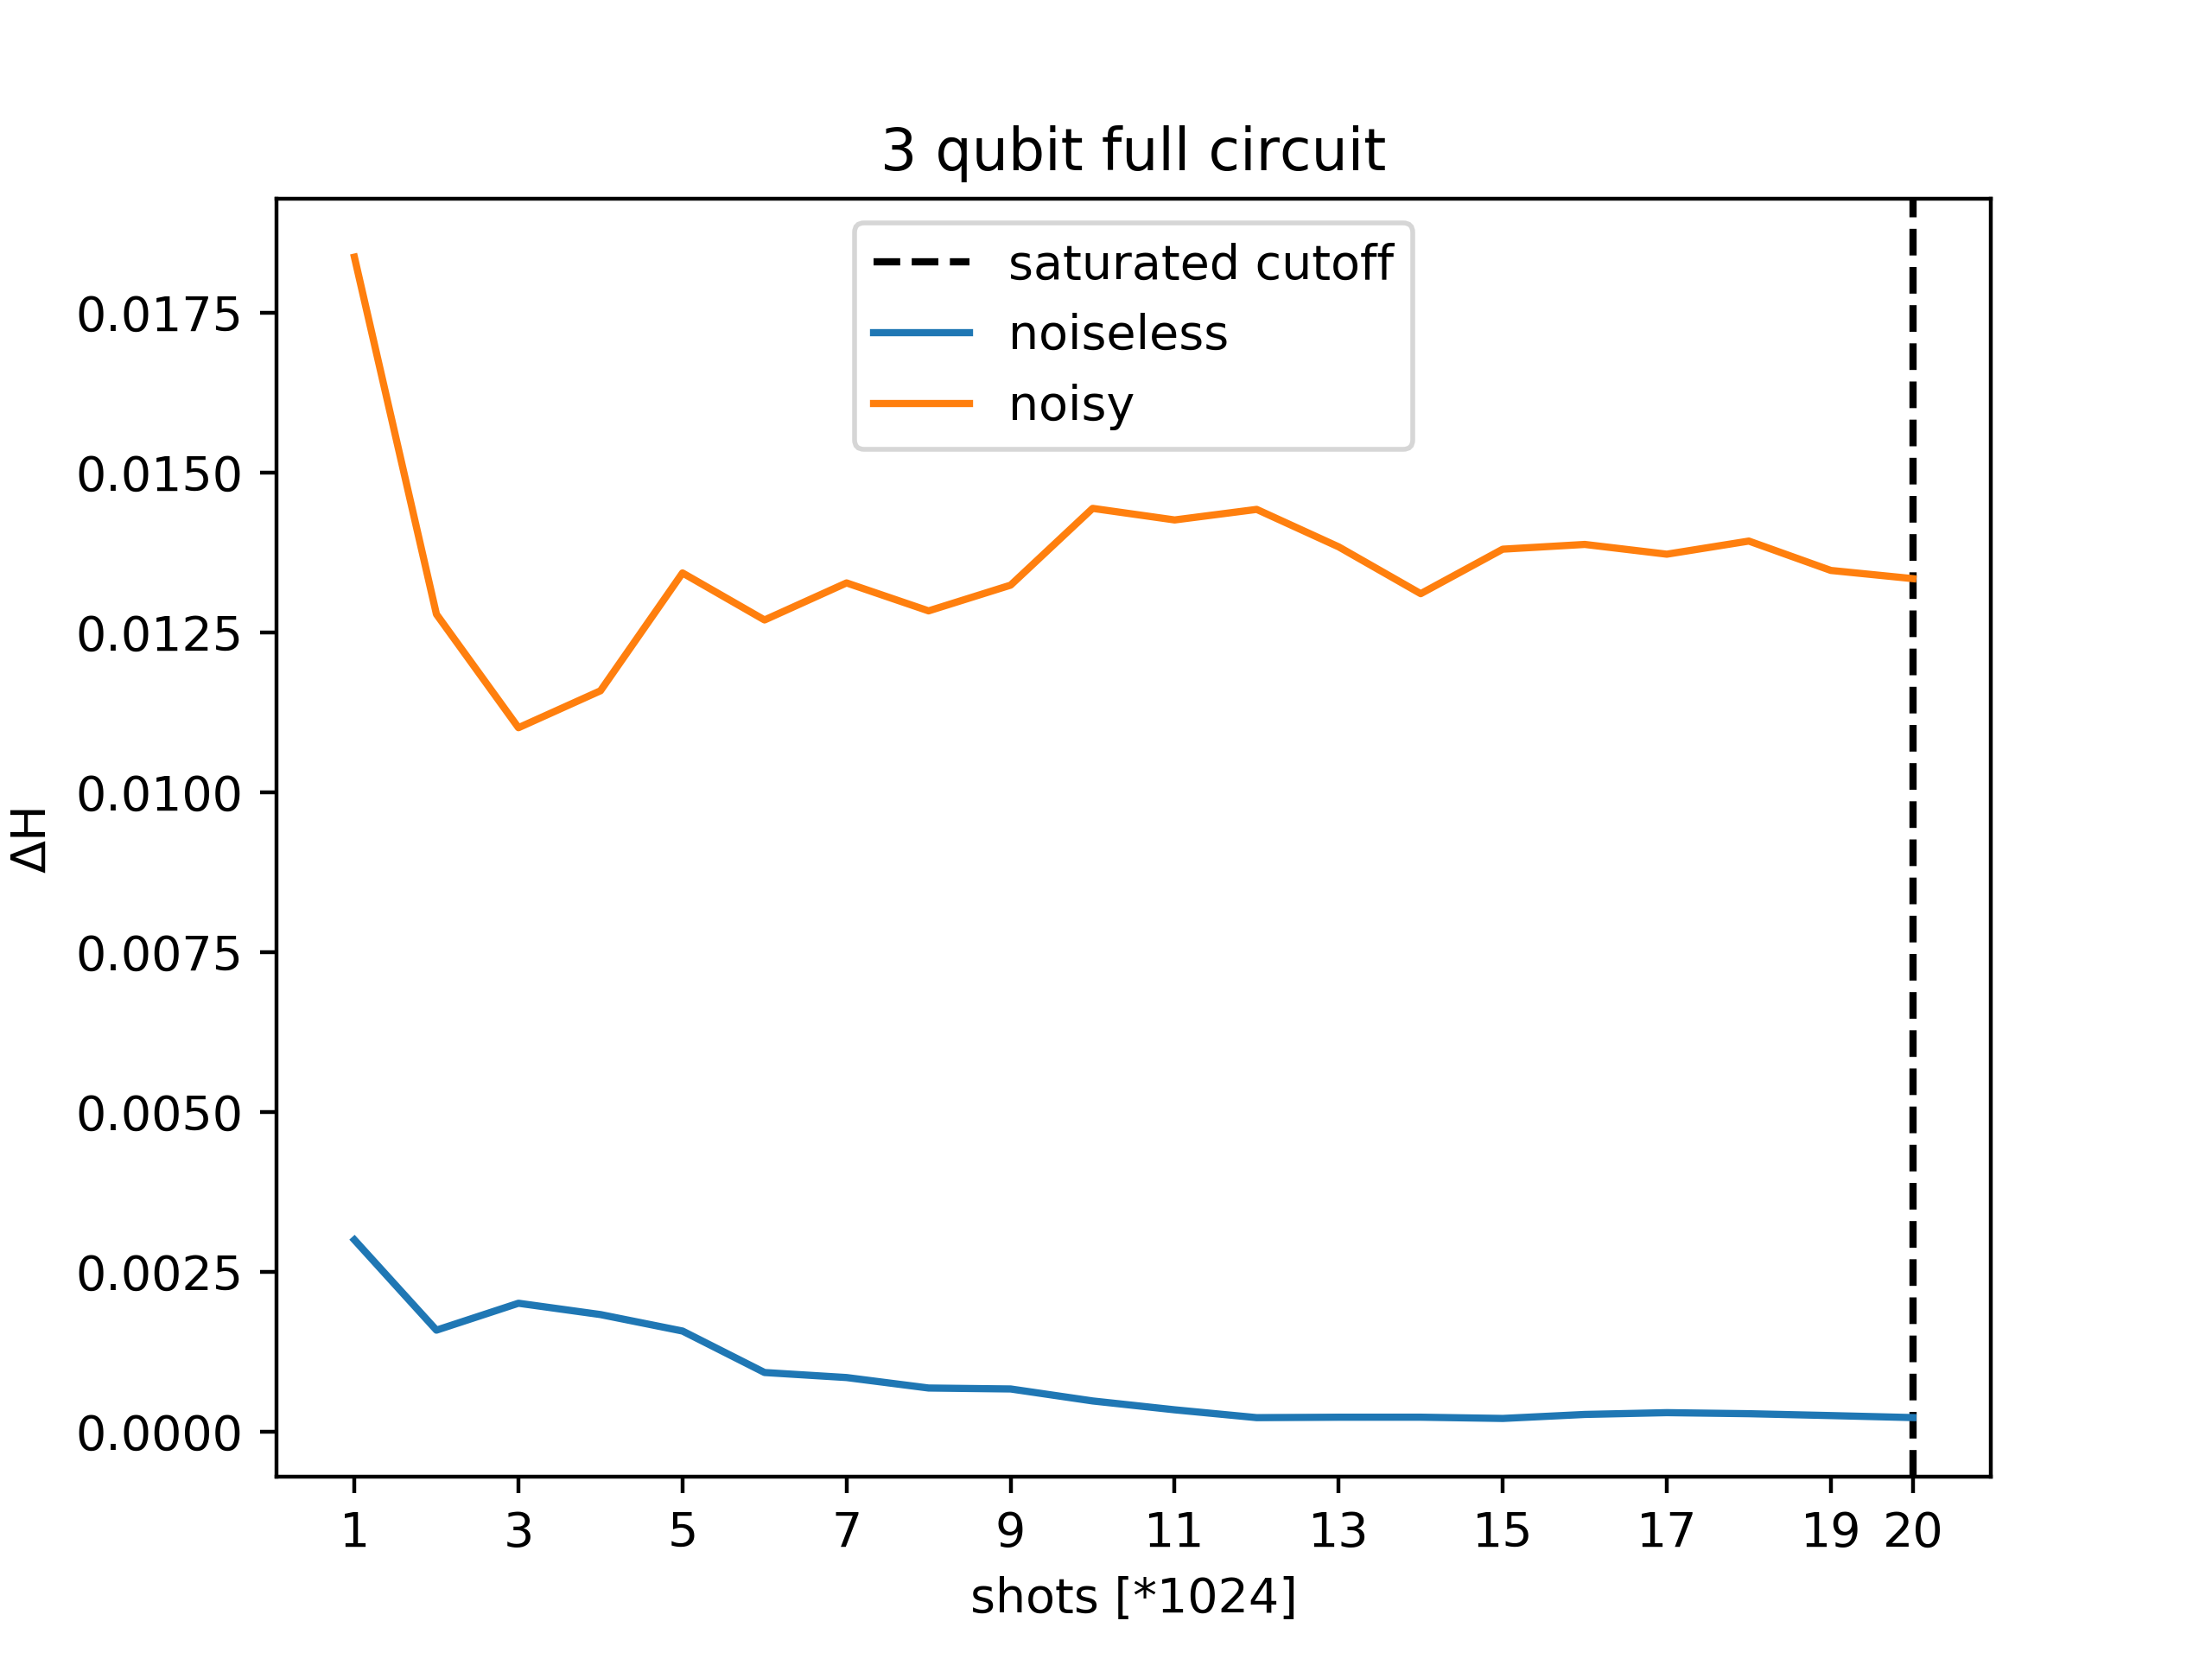 3 qubit full circuit
saturated cutoff
noiseless
noisy
0.0175
0.0150
0.0125
0.0100
0.0075
0.0050
0.0025
0.0000
ΔH
1 3 5 7 9 11 13 15 17 19 20
shots [*1024]